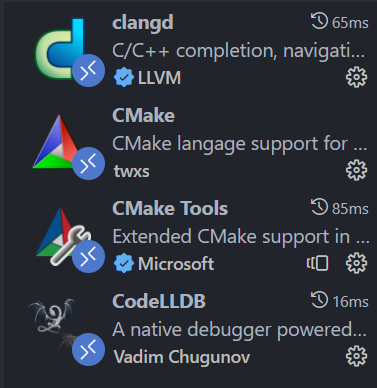 clangd 65ms
C/C++ completion, navigati...
LLVM
CMake
CMake langage support for ...
twxs
CMake Tools 85ms
Extended CMake support in ...
Microsoft
CodeLLDB 16ms
A native debugger powered...
Vadim Chugunov